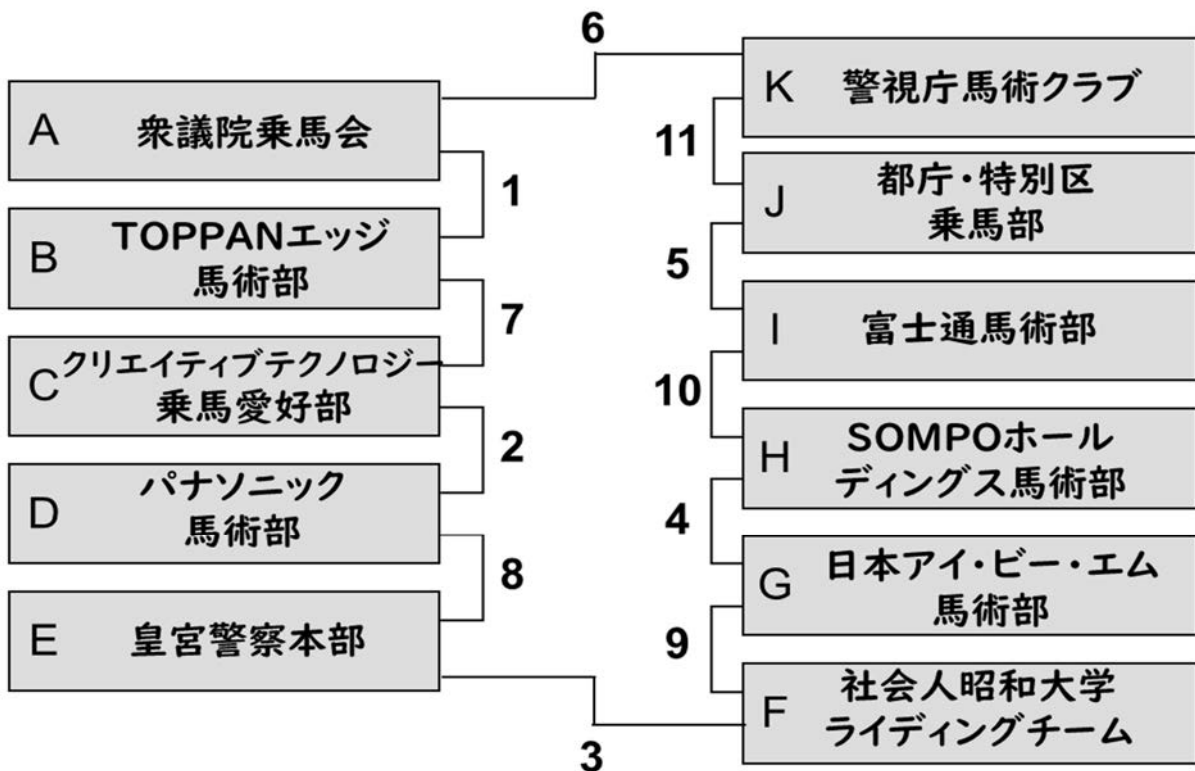 6
A 衆議院乗馬会
1
B TOPPANエッジ
馬術部
7
C クリエイティブテクノロジー
乗馬愛好部
2
D パナソニック
馬術部
8
E 皇宮警察本部
3
K 警視庁馬術クラブ
11
J 都庁・特別区
乗馬部
5
I 富士通馬術部
10
H SOMPOホール
ディングス馬術部
4
G 日本アイ・ビー・エム
馬術部
9
F 社会人昭和大学
ライディングチーム